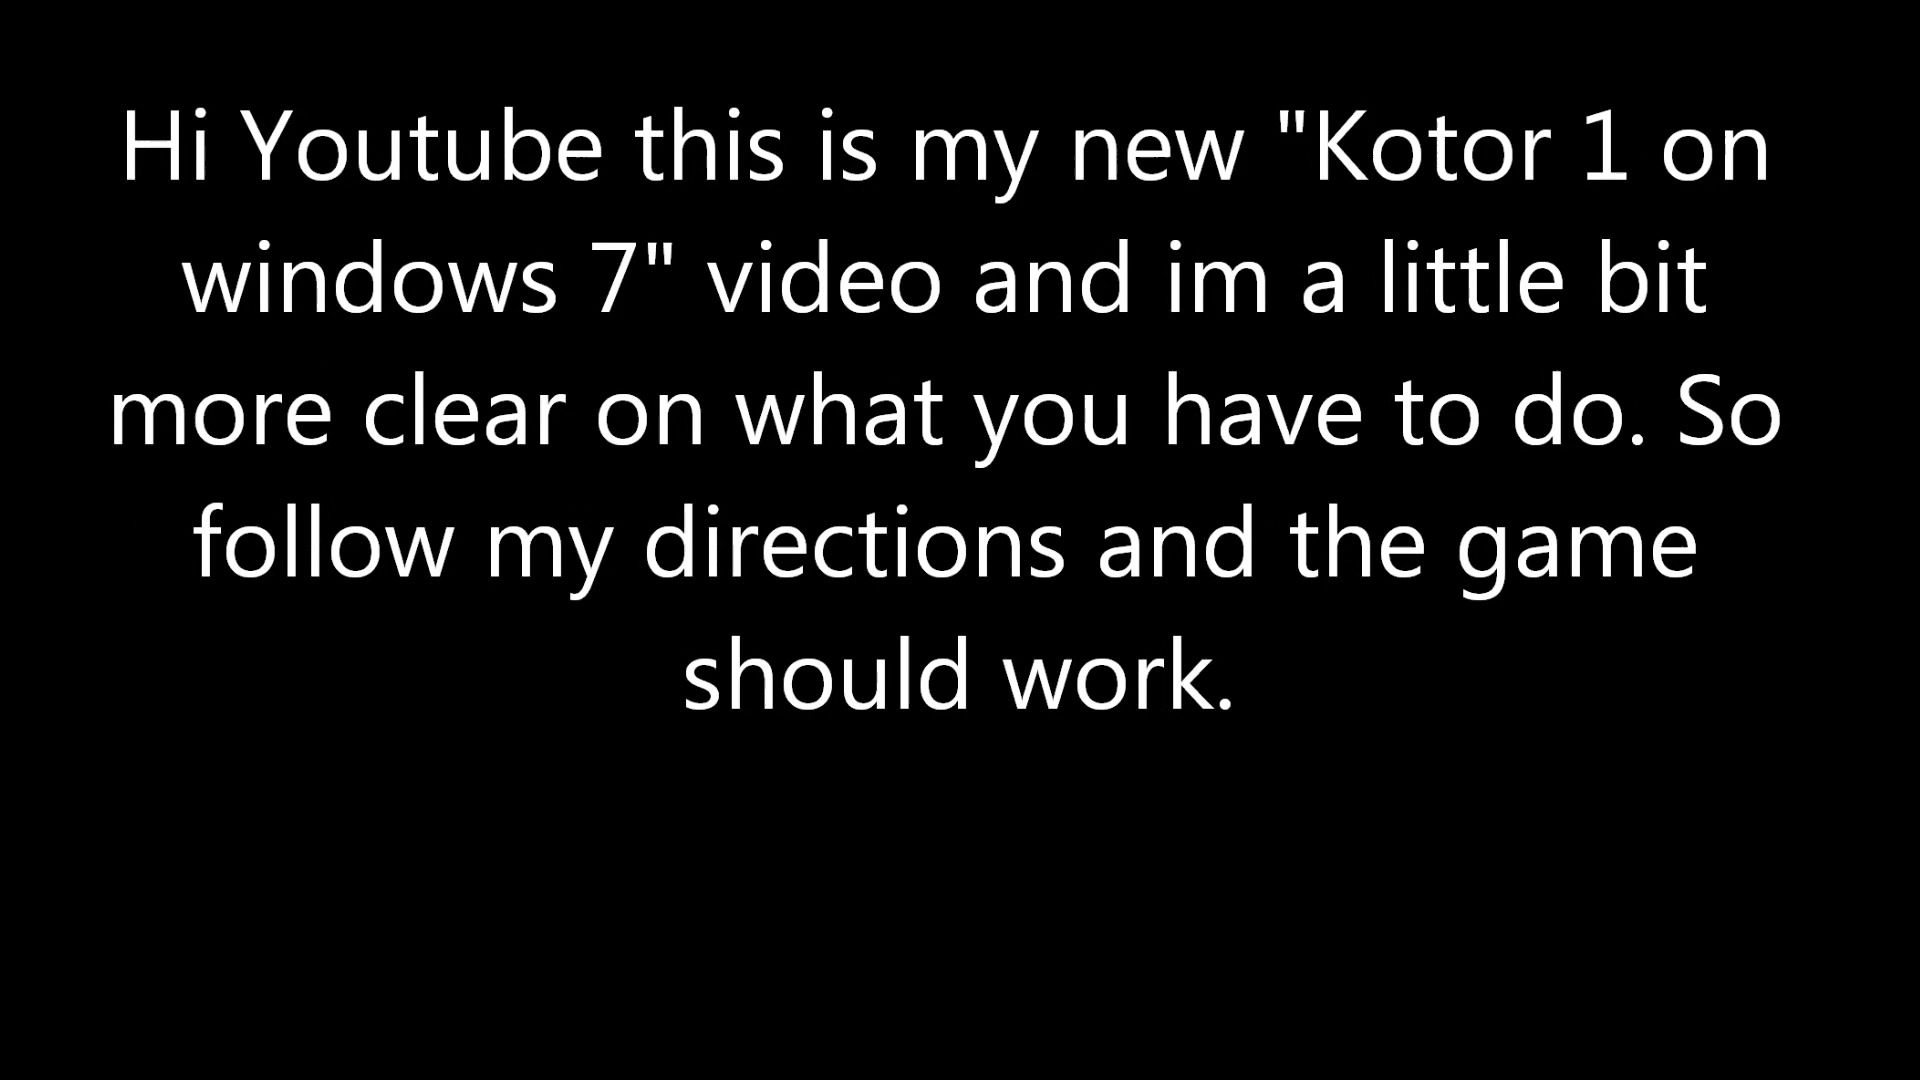 Hi Youtube this is my new "Kotor 1 on
windows 7" video and im a little bit
more clear on what you have to do. So
follow my directions and the game
should work.